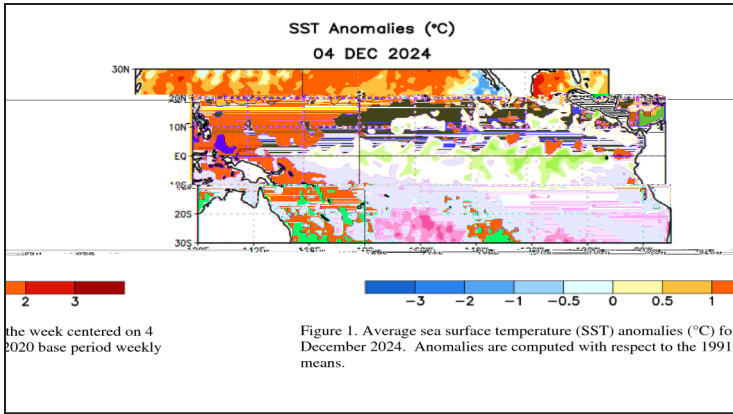 SST Anomalies (°C)
04 DEC 2024
30N
20N
10N
EQ
10S
20S
30S
2 3
-3 -2 -1 -0.5 0 0.5 1
the week centered on 4
2020 base period weekly
Figure 1. Average sea surface temperature (SST) anomalies (°C) fo
December 2024. Anomalies are computed with respect to the 1991
means.